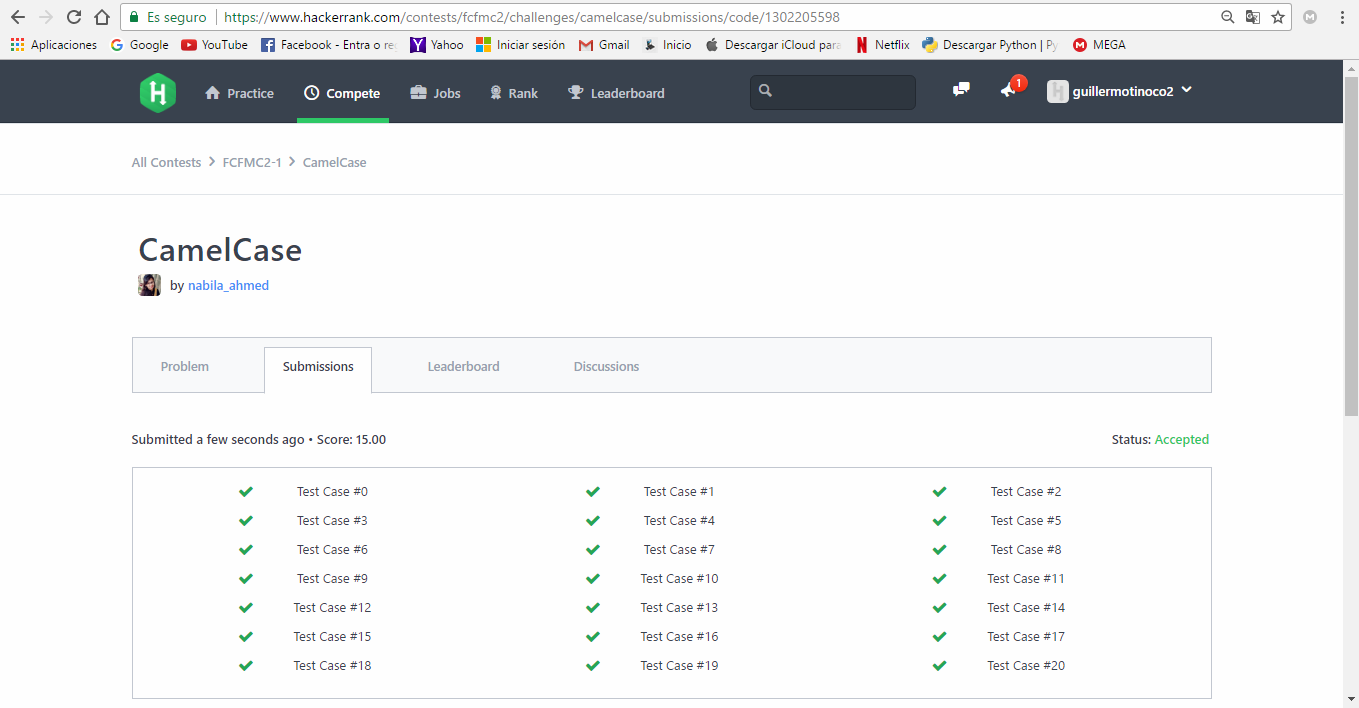 Es seguro https://www.hackerrank.com/contests/fcfmc2/challenges/camelcase/submissions/code/1302205598
Aplicaciones Google YouTube Facebook - Entra o re Yahoo Iniciar sesión Gmail Inicio Descargar iCloud para Netflix Descargar Python | Py MEGA
H Practice Compete Jobs Rank Leaderboard 1 guillermotinoco2
All Contests > FCFMC2-1 > CamelCase
CamelCase
by nabila_ahmed
Problem Submissions Leaderboard Discussions
Submitted a few seconds ago • Score: 15.00 Status: Accepted
Test Case #0 Test Case #1 Test Case #2
Test Case #3 Test Case #4 Test Case #5
Test Case #6 Test Case #7 Test Case #8
Test Case #9 Test Case #10 Test Case #11
Test Case #12 Test Case #13 Test Case #14
Test Case #15 Test Case #16 Test Case #17
Test Case #18 Test Case #19 Test Case #20